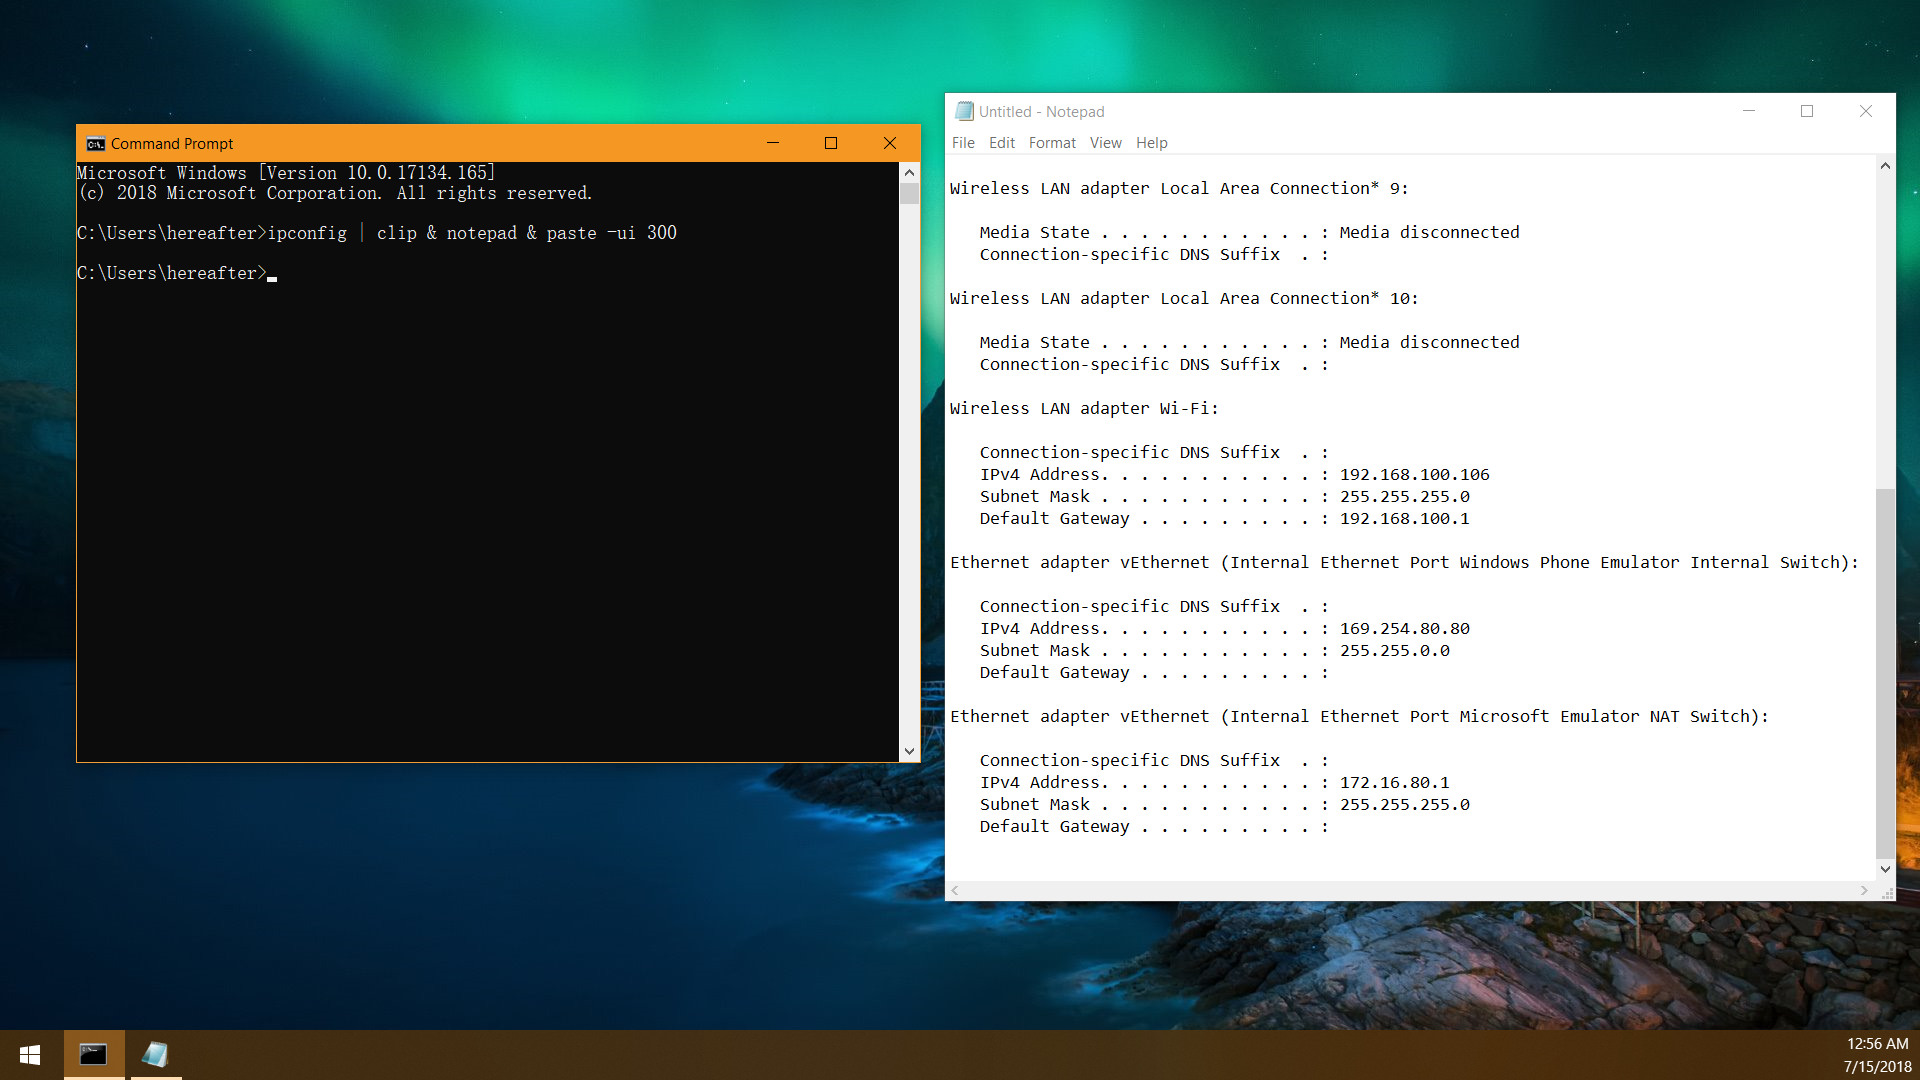 Command Prompt
Microsoft Windows [Version 10.0.17134.165]
(c) 2018 Microsoft Corporation. All rights reserved.
C:\Users\hereafter>ipconfig | clip & notepad & paste -ui 300
C:\Users\hereafter>
Untitled - Notepad
File Edit Format View Help
Wireless LAN adapter Local Area Connection* 9:
Media State . . . . . . . . . . . : Media disconnected
Connection-specific DNS Suffix  . :
Wireless LAN adapter Local Area Connection* 10:
Media State . . . . . . . . . . . : Media disconnected
Connection-specific DNS Suffix  . :
Wireless LAN adapter Wi-Fi:
Connection-specific DNS Suffix  . :
IPv4 Address. . . . . . . . . . . : 192.168.100.106
Subnet Mask . . . . . . . . . . . : 255.255.255.0
Default Gateway . . . . . . . . . : 192.168.100.1
Ethernet adapter vEthernet (Internal Ethernet Port Windows Phone Emulator Internal Switch):
Connection-specific DNS Suffix  . :
IPv4 Address. . . . . . . . . . . : 169.254.80.80
Subnet Mask . . . . . . . . . . . : 255.255.0.0
Default Gateway . . . . . . . . . :
Ethernet adapter vEthernet (Internal Ethernet Port Microsoft Emulator NAT Switch):
Connection-specific DNS Suffix  . :
IPv4 Address. . . . . . . . . . . : 172.16.80.1
Subnet Mask . . . . . . . . . . . : 255.255.255.0
Default Gateway . . . . . . . . . :
12:56 AM
7/15/2018